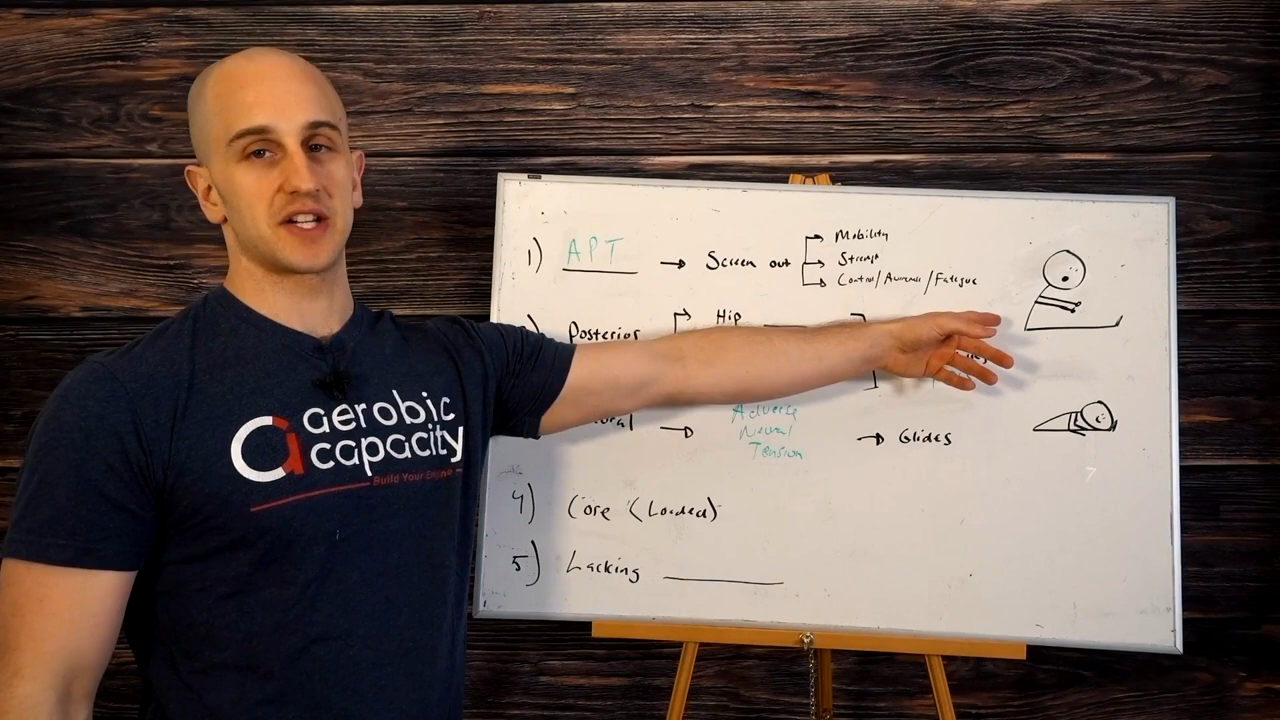 1) APT → Screen out
Mobility
Strength
Control/Awareness/Fatigue
Posterior
Hip
Adverse
Neural
Tension
→ Glides
4) Core (Loaded)
5) Lacking
aerobic
capacity
Build Your Engine